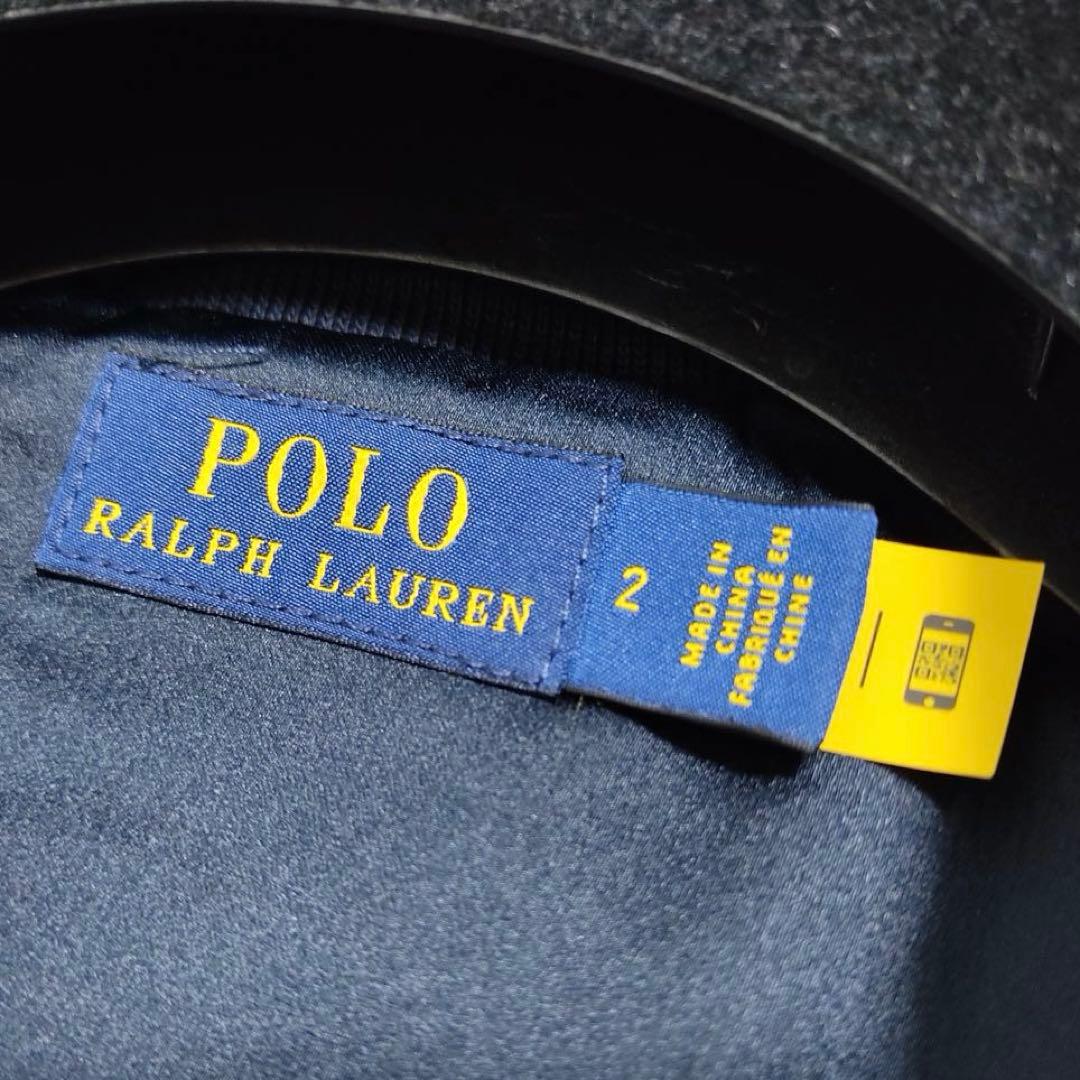 POLO
RALPH LAUREN
2
MADE IN
CHINA
FABRIQUÉ EN
CHINE